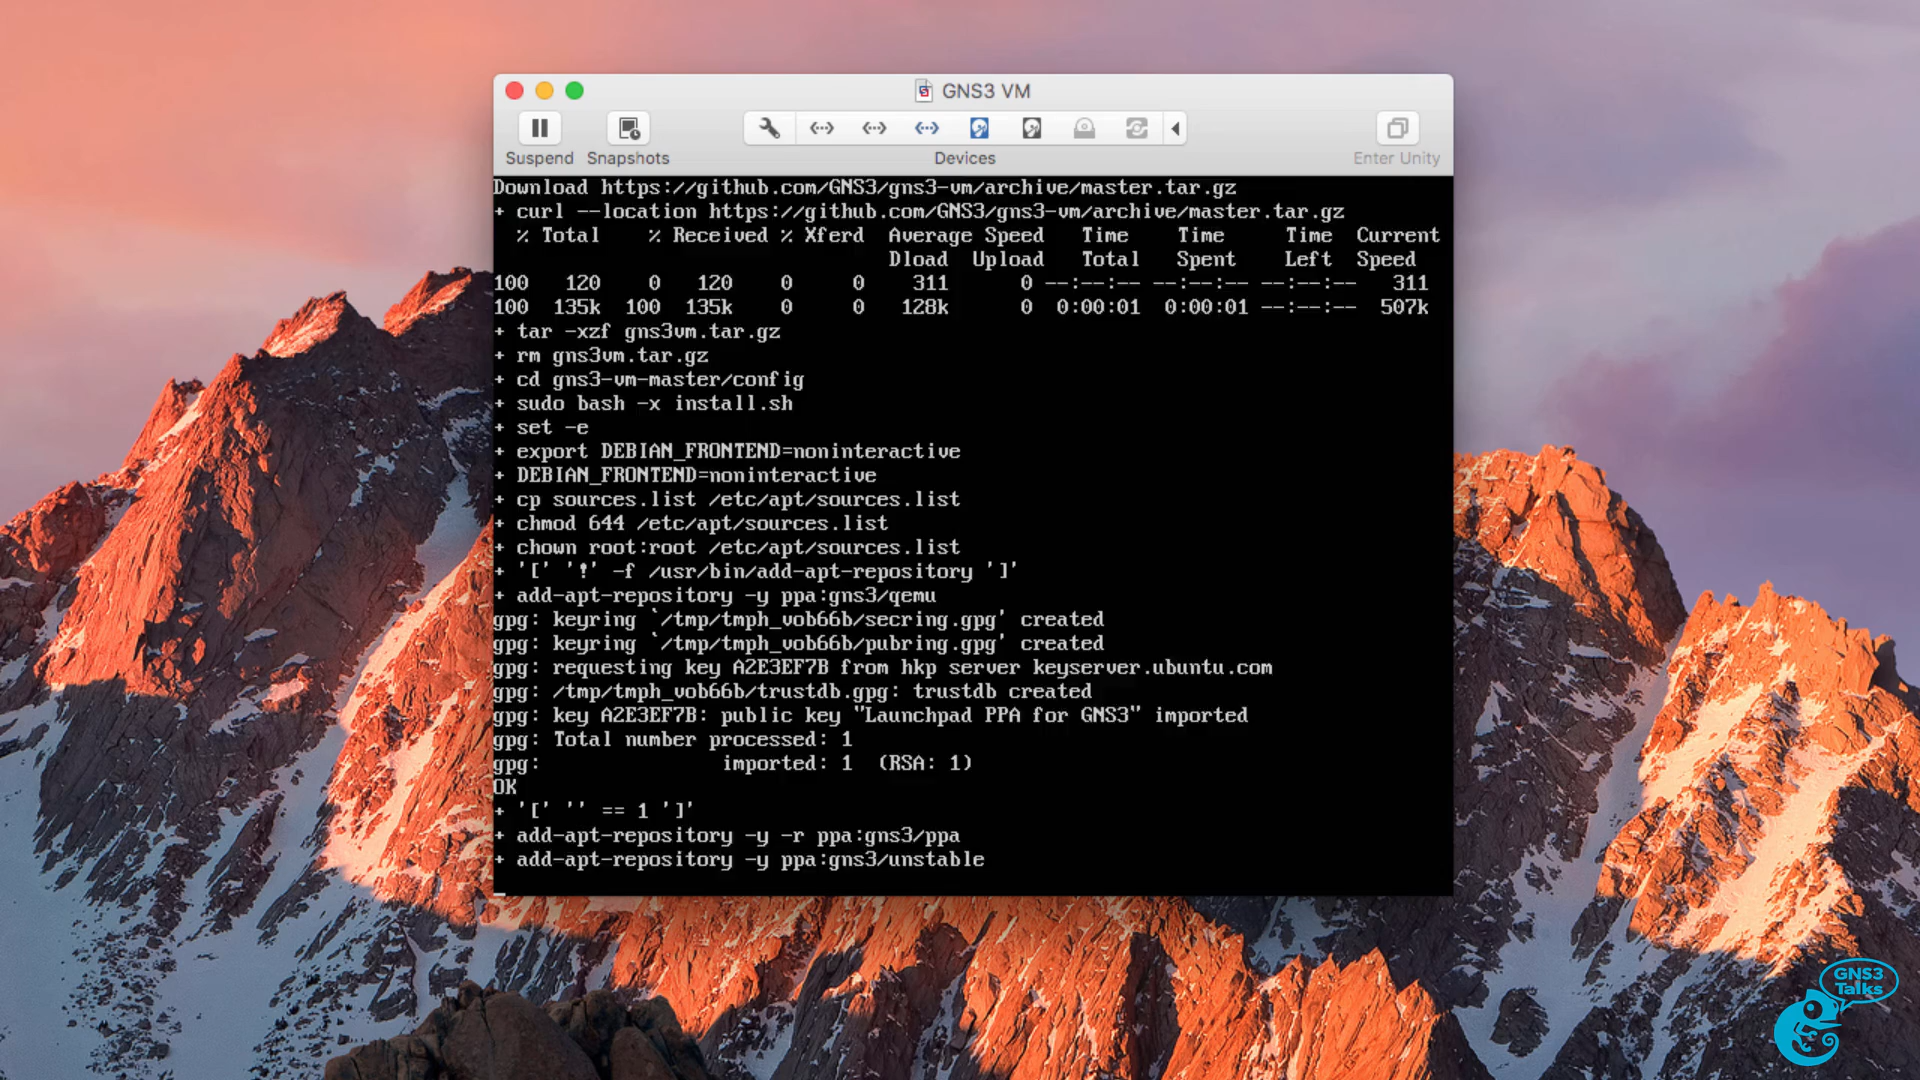 GNS3 VM
Suspend Snapshots Devices Enter Unity
Download https://github.com/GNS3/gns3-vm/archive/master.tar.gz
+ curl --location https://github.com/GNS3/gns3-vm/archive/master.tar.gz
% Total % Received % Xferd Average Speed Time Time Time Current
Dload Upload Total Spent Left Speed
100 120 0 120 0 0 311 0 --:--:-- --:--:-- --:--:-- 311
100 135k 100 135k 0 0 128k 0 0:00:01 0:00:01 --:--:-- 507k
+ tar -xzf gns3vm.tar.gz
+ rm gns3vm.tar.gz
+ cd gns3-vm-master/config
+ sudo bash -x install.sh
+ set -e
+ export DEBIAN_FRONTEND=noninteractive
+ DEBIAN_FRONTEND=noninteractive
+ cp sources.list /etc/apt/sources.list
+ chmod 644 /etc/apt/sources.list
+ chown root:root /etc/apt/sources.list
+ '[' '!' -f /usr/bin/add-apt-repository ']'
+ add-apt-repository -y ppa:gns3/qemu
gpg: keyring `/tmp/tmph_vob66b/secring.gpg' created
gpg: keyring `/tmp/tmph_vob66b/pubring.gpg' created
gpg: requesting key A2E3EF7B from hkp server keyserver.ubuntu.com
gpg: /tmp/tmph_vob66b/trustdb.gpg: trustdb created
gpg: key A2E3EF7B: public key "Launchpad PPA for GNS3" imported
gpg: Total number processed: 1
gpg: imported: 1 (RSA: 1)
OK
+ '[' '' == 1 ']'
+ add-apt-repository -y -r ppa:gns3/ppa
+ add-apt-repository -y ppa:gns3/unstable
GNS3
Talks